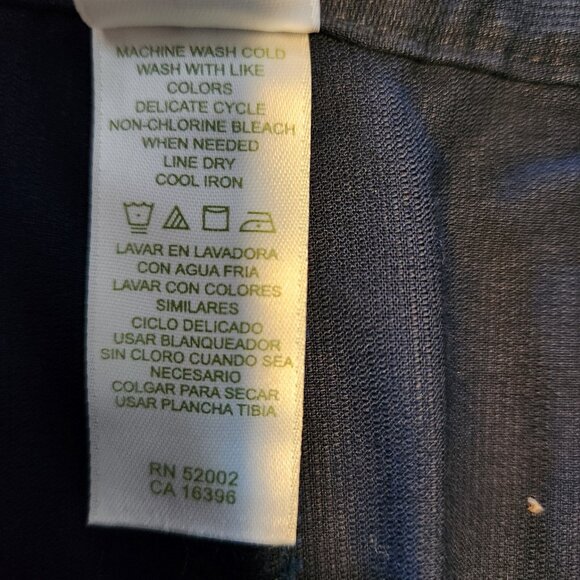 MACHINE WASH COLD
WASH WITH LIKE
COLORS
DELICATE CYCLE
NON-CHLORINE BLEACH
WHEN NEEDED
LINE DRY
COOL IRON
LAVAR EN LAVADORA
CON AGUA FRIA
LAVAR CON COLORES
SIMILARES
CICLO DELICADO
USAR BLANQUEADOR
SIN CLORO CUANDO SEA
NECESARIO
COLGAR PARA SECAR
USAR PLANCHA TIBIA
RN 52002
CA 16396